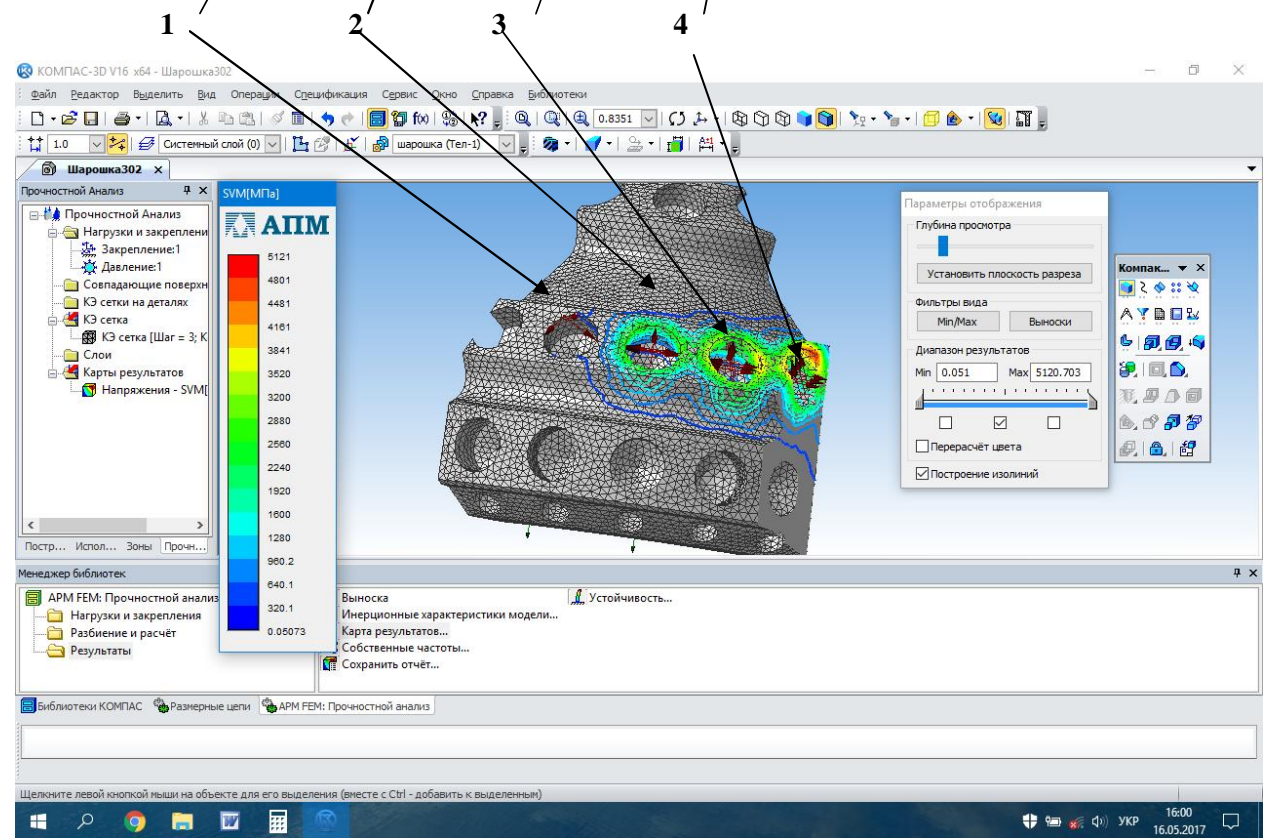 1 2 3 4
КОМПАС-3D V16 x64 - Шарошка302
Файл Редактор Выделить Вид Операции Спецификация Сервис Окно Справка Библиотеки
f(x) 0.8351
1.0 Системный слой (0) шарошка (Тел-1)
Шарошка302
Прочностной Анализ
Прочностной Анализ
Нагрузки и закреплени
Закрепление:1
Давление:1
Совпадающие поверхн
КЭ сетки на деталях
КЭ сетка
КЭ сетка [Шаг = 3; К
Слои
Карты результатов
Напряжения - SVM[
Постр... Испол... Зоны Прочн...
SVM[МПа]
АПМ
5121
4801
4481
4161
3841
3520
3200
2880
2560
2240
1920
1600
1280
960.2
640.1
320.1
0.05073
Параметры отображения
Глубина просмотра
Установить плоскость разреза
Фильтры вида
Min/Max Выноски
Диапазон результатов
Min 0.051 Max 5120.703
Перерасчёт цвета
Построение изолиний
Компак...
Менеджер библиотек
APM FEM: Прочностной анализ
Нагрузки и закрепления
Разбиение и расчёт
Результаты
Выноска
Инерционные характеристики модели...
Карта результатов...
Собственные частоты...
Сохранить отчёт...
Устойчивость...
Библиотеки КОМПАС Размерные цепи APM FEM: Прочностной анализ
Щелкните левой кнопкой мыши на объекте для его выделения (вместе с Ctrl - добавить к выделенным)
УКР
16:00
16.05.2017